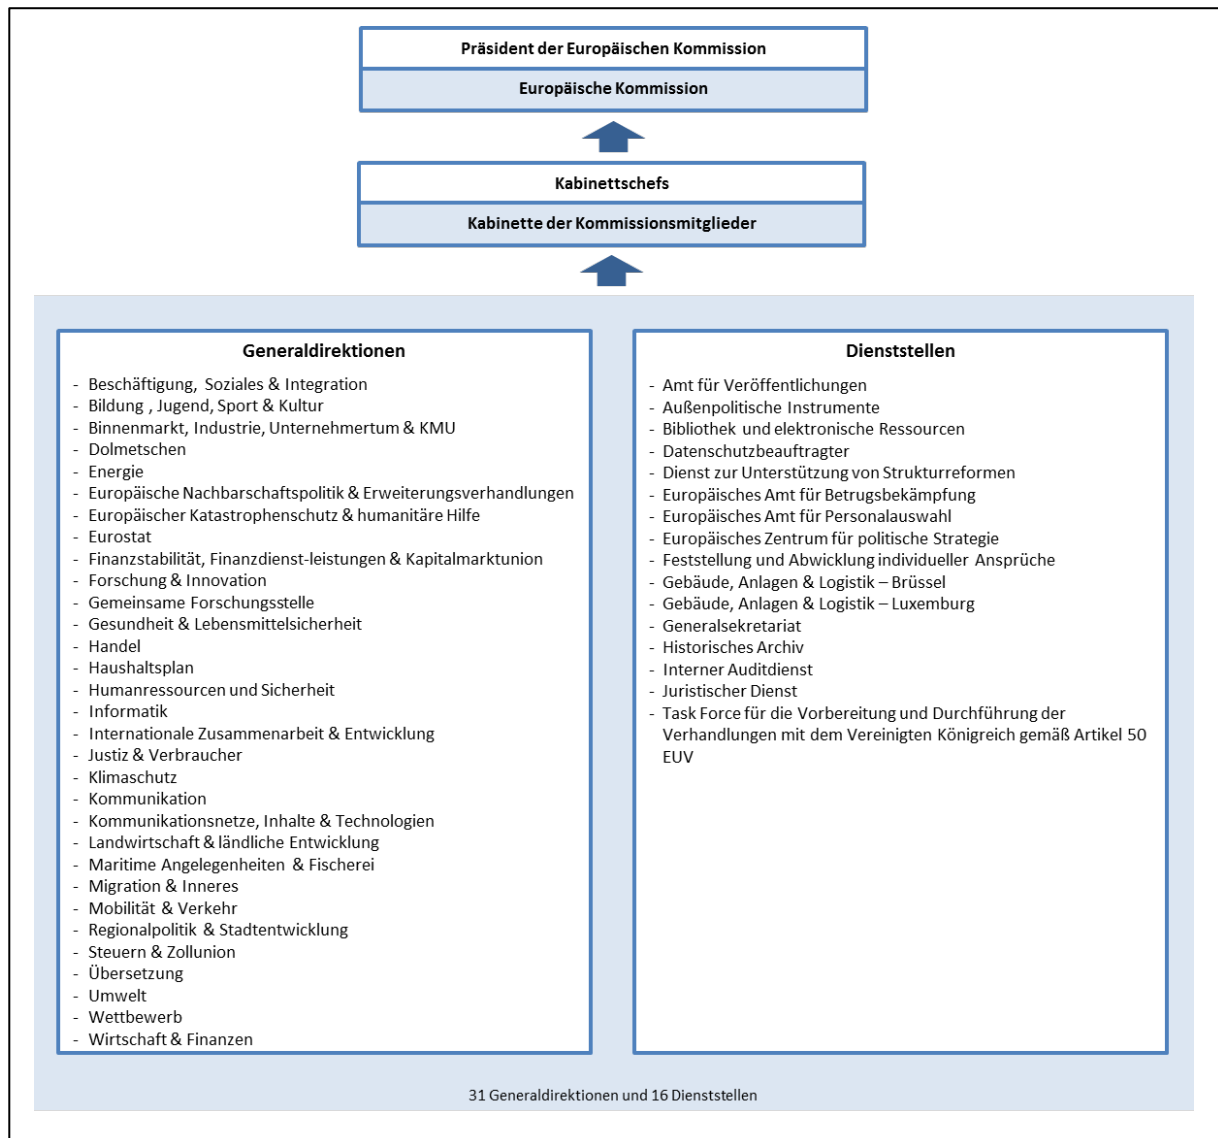 Präsident der Europäischen Kommission
Europäische Kommission
Kabinettschefs
Kabinette der Kommissionsmitglieder
Generaldirektionen
- Beschäftigung, Soziales & Integration
- Bildung , Jugend, Sport & Kultur
- Binnenmarkt, Industrie, Unternehmertum & KMU
- Dolmetschen
- Energie
- Europäische Nachbarschaftspolitik & Erweiterungsverhandlungen
- Europäischer Katastrophenschutz & humanitäre Hilfe
- Eurostat
- Finanzstabilität, Finanzdienst-leistungen & Kapitalmarktunion
- Forschung & Innovation
- Gemeinsame Forschungsstelle
- Gesundheit & Lebensmittelsicherheit
- Handel
- Haushaltsplan
- Humanressourcen und Sicherheit
- Informatik
- Internationale Zusammenarbeit & Entwicklung
- Justiz & Verbraucher
- Klimaschutz
- Kommunikation
- Kommunikationsnetze, Inhalte & Technologien
- Landwirtschaft & ländliche Entwicklung
- Maritime Angelegenheiten & Fischerei
- Migration & Inneres
- Mobilität & Verkehr
- Regionalpolitik & Stadtentwicklung
- Steuern & Zollunion
- Übersetzung
- Umwelt
- Wettbewerb
- Wirtschaft & Finanzen
Dienststellen
- Amt für Veröffentlichungen
- Außenpolitische Instrumente
- Bibliothek und elektronische Ressourcen
- Datenschutzbeauftragter
- Dienst zur Unterstützung von Strukturreformen
- Europäisches Amt für Betrugsbekämpfung
- Europäisches Amt für Personalauswahl
- Europäisches Zentrum für politische Strategie
- Feststellung und Abwicklung individueller Ansprüche
- Gebäude, Anlagen & Logistik – Brüssel
- Gebäude, Anlagen & Logistik – Luxemburg
- Generalsekretariat
- Historisches Archiv
- Interner Auditdienst
- Juristischer Dienst
- Task Force für die Vorbereitung und Durchführung der
Verhandlungen mit dem Vereinigten Königreich gemäß Artikel 50
EUV
31 Generaldirektionen und 16 Dienststellen